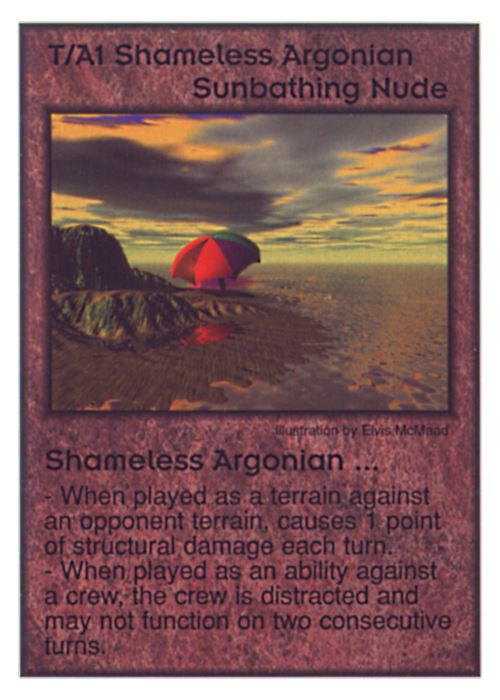 T/A1 Shameless Argonian
Sunbathing Nude
Illustration by Elvis McMaad
Shameless Argonian ...
- When played as a terrain against
an opponent terrain, causes 1 point
of structural damage each turn.
- When played as an ability against
a crew, the crew is distracted and
may not function on two consecutive
turns.